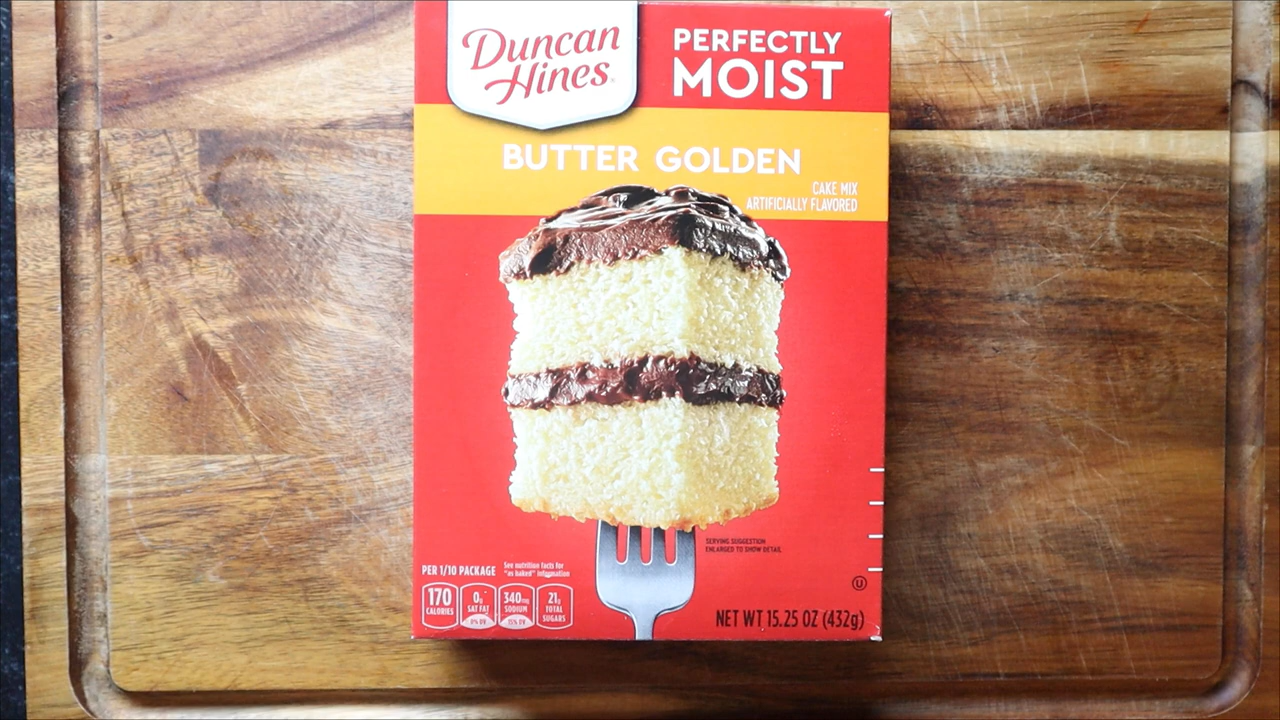 Duncan
Hines®
PERFECTLY
MOIST
BUTTER GOLDEN
CAKE MIX
ARTIFICIALLY FLAVORED
SERVING SUGGESTION
ENLARGED TO SHOW DETAIL
PER 1/10 PACKAGE
See nutrition facts for
"as baked" information
170
CALORIES
0g
SAT FAT
0% DV
340mg
SODIUM
15% DV
21g
TOTAL
SUGARS
U
NET WT 15.25 OZ (432g)